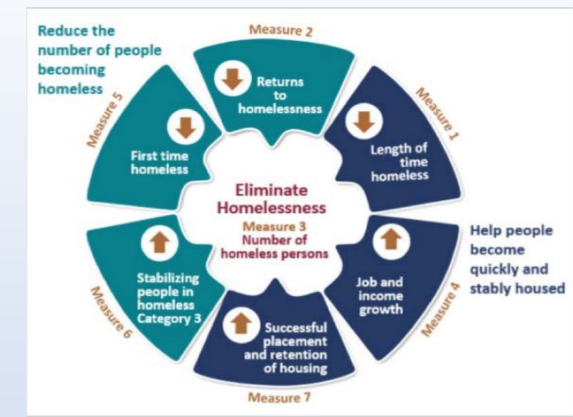 Reduce the
number of people
becoming
homeless
Measure 2
Returns
to
homelessness
Measure 1
Length of
time
homeless
Measure 5
First time
homeless
Eliminate
Homelessness
Measure 3
Number of
homeless persons
Help people
become
quickly and
stably housed
Job and
income
growth
Measure 4
Stabilizing
people in
homeless
Category 3
Measure 6
Successful
placement
and retention
of housing
Measure 7